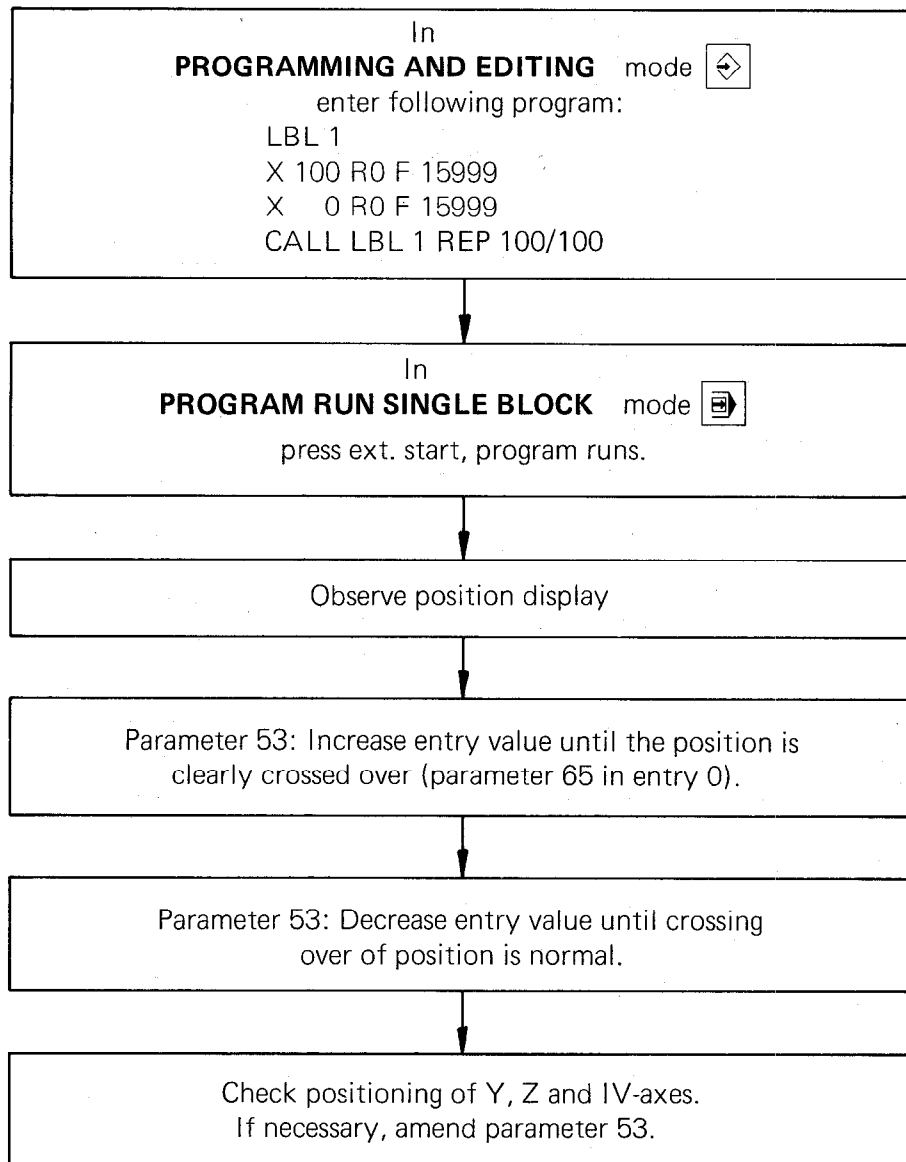 In
PROGRAMMING AND EDITING mode
enter following program:
LBL 1
X 100 R0 F 15999
X 0 R0 F 15999
CALL LBL 1 REP 100/100
In
PROGRAM RUN SINGLE BLOCK mode
press ext. start, program runs.
Observe position display
Parameter 53: Increase entry value until the position is
clearly crossed over (parameter 65 in entry 0).
Parameter 53: Decrease entry value until crossing
over of position is normal.
Check positioning of Y, Z and IV-axes.
If necessary, amend parameter 53.